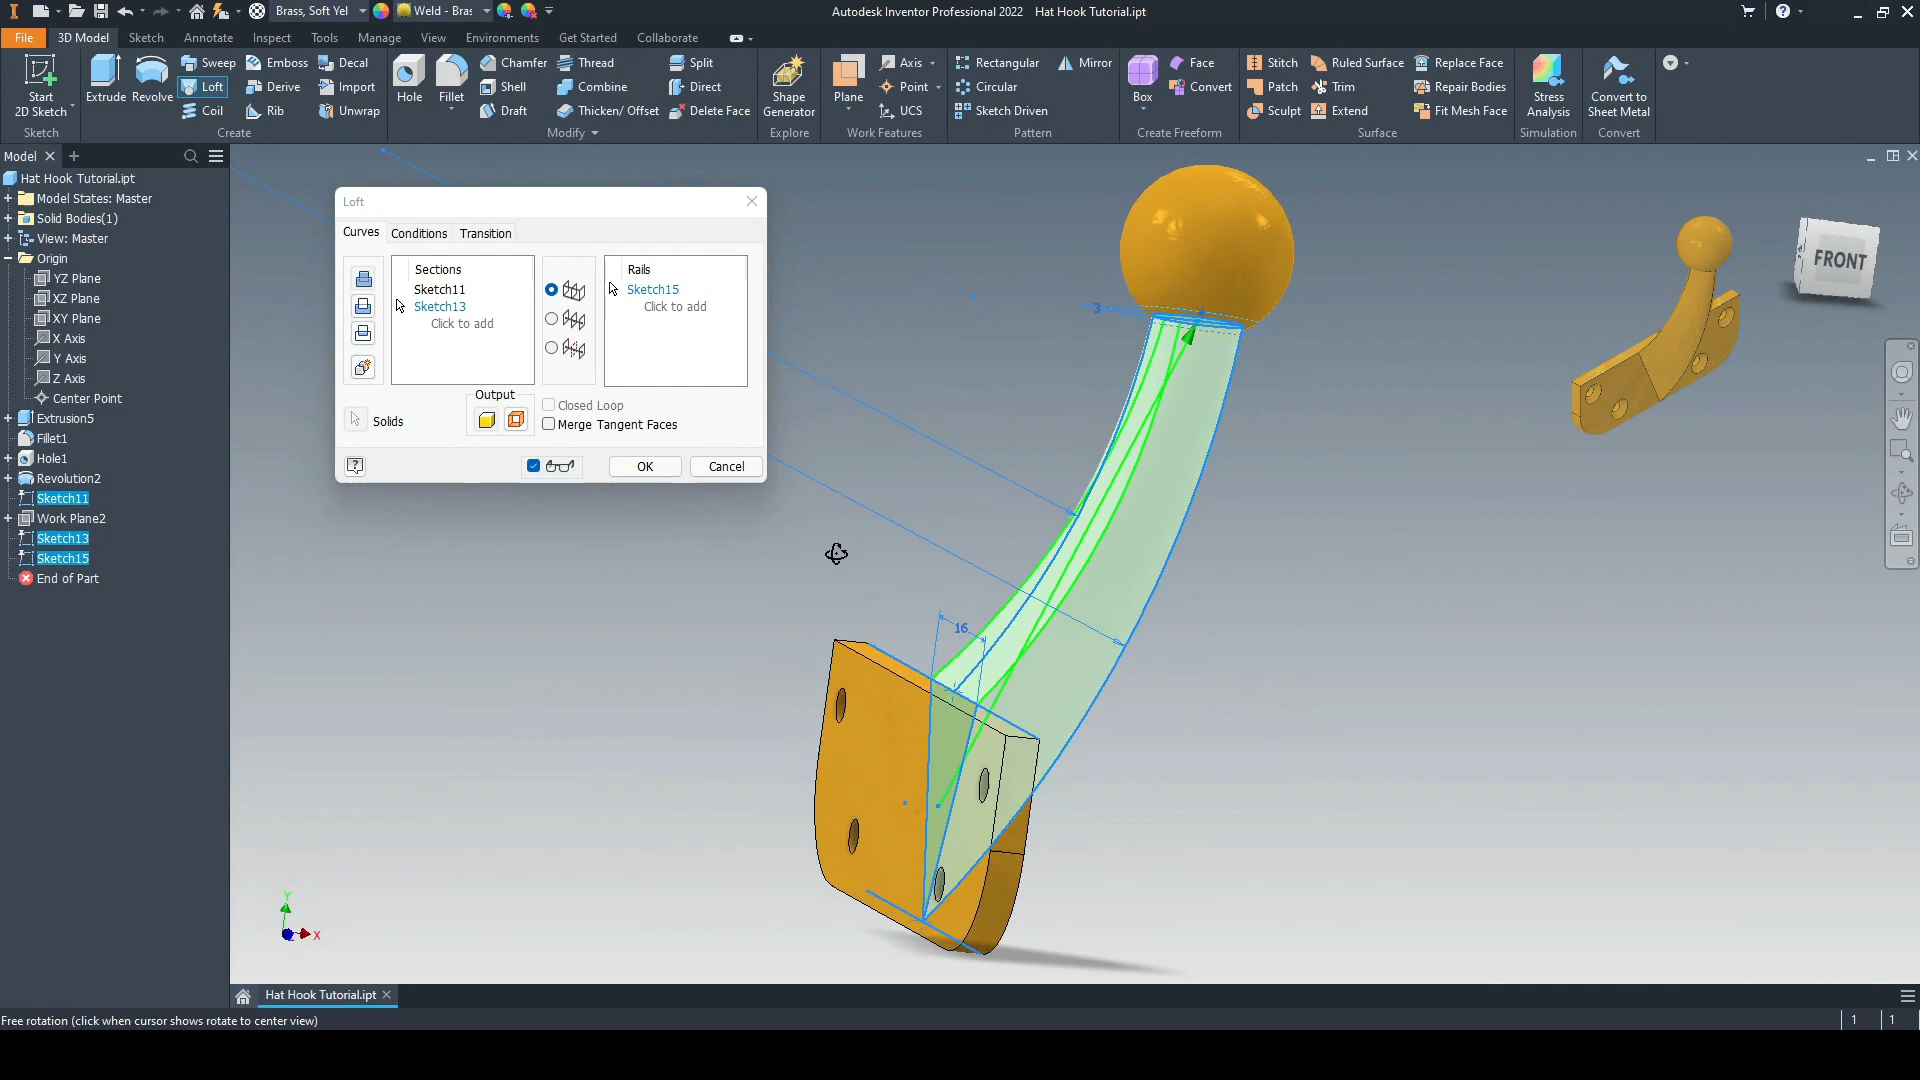 Brass, Soft Yel
Weld - Bras
Autodesk Inventor Professional 2022 Hat Hook Tutorial.ipt
File 3D Model Sketch Annotate Inspect Tools Manage View Environments Get Started Collaborate
Start
2D Sketch
Sketch
Extrude
Revolve
Sweep
Loft
Coil
Emboss
Derive
Rib
Decal
Import
Unwrap
Create
Hole
Fillet
Chamfer
Shell
Draft
Thread
Combine
Thicken/ Offset
Split
Direct
Delete Face
Modify
Shape
Generator
Explore
Plane
Axis
Point
UCS
Work Features
Rectangular
Circular
Sketch Driven
Mirror
Pattern
Box
Face
Convert
Create Freeform
Stitch
Patch
Sculpt
Ruled Surface
Trim
Extend
Replace Face
Repair Bodies
Fit Mesh Face
Surface
Stress
Analysis
Simulation
Convert to
Sheet Metal
Convert
Model
Hat Hook Tutorial.ipt
Model States: Master
Solid Bodies(1)
View: Master
Origin
YZ Plane
XZ Plane
XY Plane
X Axis
Y Axis
Z Axis
Center Point
Extrusion5
Fillet1
Hole1
Revolution2
Sketch11
Work Plane2
Sketch13
Sketch15
End of Part
Loft
Curves Conditions Transition
Sections
Sketch11
Sketch13
Click to add
Rails
Sketch15
Click to add
Solids
Output
Closed Loop
Merge Tangent Faces
OK Cancel
3
16
FRONT
Y
X
Hat Hook Tutorial.ipt
Free rotation (click when cursor shows rotate to center view)
1 1